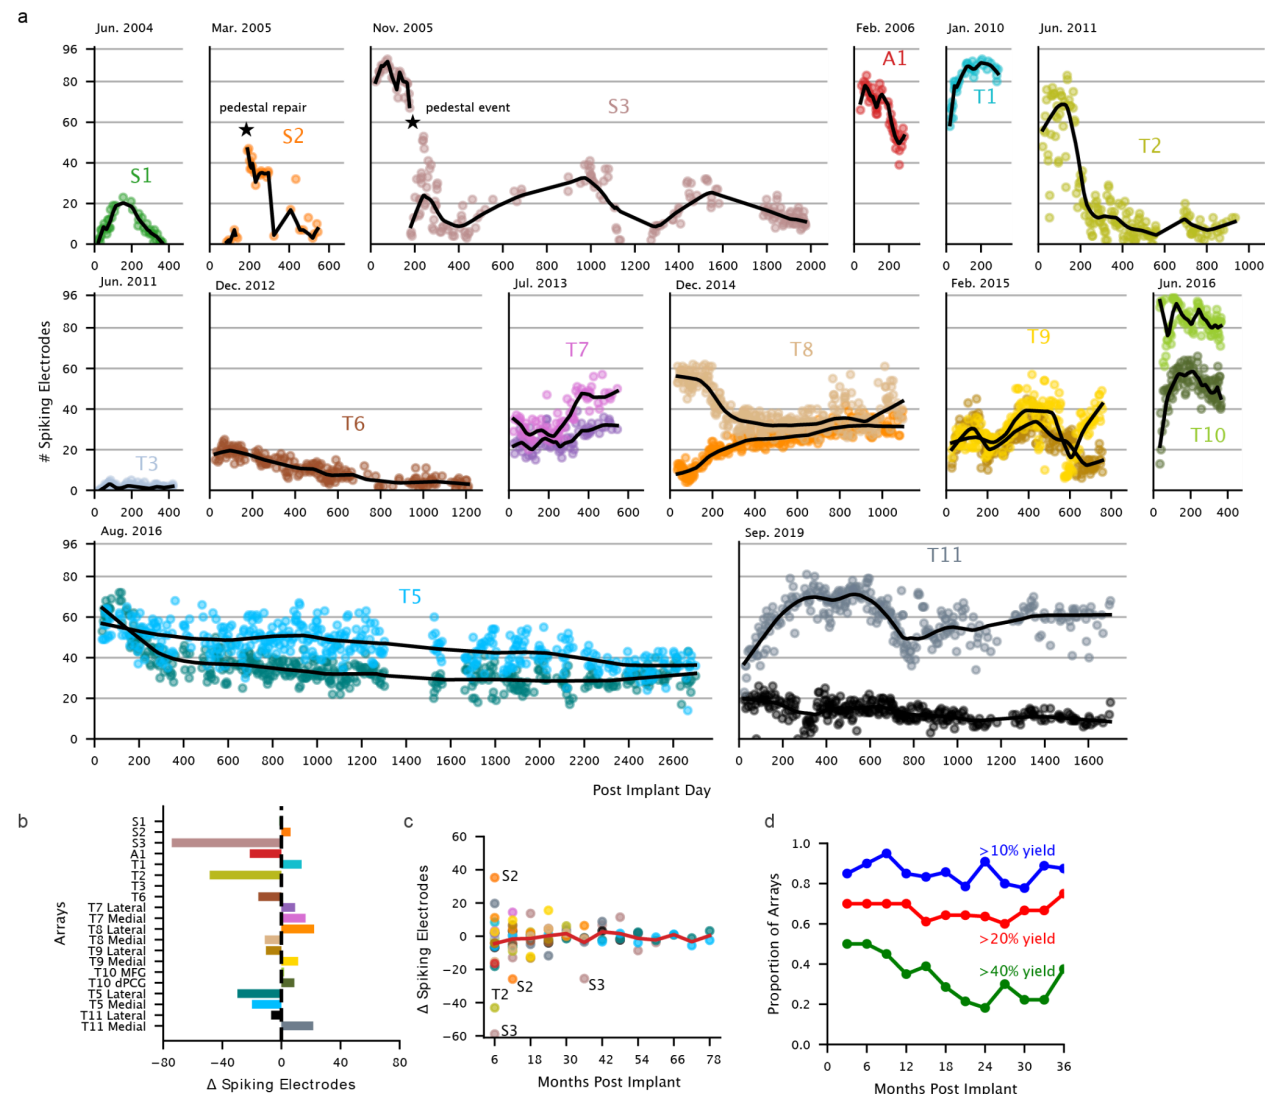 a
Jun. 2004
Mar. 2005
Nov. 2005
Feb. 2006
Jan. 2010
Jun. 2011
96
80
60
40
20
0
S1
pedestal repair
S2
pedestal event
S3
A1
T1
T2
0 200 400
0 200 400 600
0 200 400 600 800 1000 1200 1400 1600 1800 2000
0 200
0 200
0 200 400 600 800 1000
# Spiking Electrodes
Jun. 2011
Dec. 2012
Jul. 2013
Dec. 2014
Feb. 2015
Jun. 2016
96
80
60
40
20
0
T3
T6
T7
T8
T9
T10
0 200 400
0 200 400 600 800 1000 1200
0 200 400 600
0 200 400 600 800 1000
0 200 400 600 800
0 200 400
Aug. 2016
Sep. 2019
96
80
60
40
20
0
T5
T11
0 200 400 600 800 1000 1200 1400 1600 1800 2000 2200 2400 2600
0 200 400 600 800 1000 1200 1400 1600
Post Implant Day
b
Arrays
S1
S2
S3
A1
T1
T2
T3
T6
T7 Lateral
T7 Medial
T8 Lateral
T8 Medial
T9 Lateral
T9 Medial
T10 MFG
T10 dPCG
T5 Lateral
T5 Medial
T11 Lateral
T11 Medial
−80 −40 0 40 80
Δ Spiking Electrodes
c
Δ Spiking Electrodes
60
40
20
0
−20
−40
−60
S2
S2
S3
T2
S3
6 18 30 42 54 66 78
Months Post Implant
d
Proportion of Arrays
1.0
0.8
0.6
0.4
0.2
0.0
>10% yield
>20% yield
>40% yield
0 6 12 18 24 30 36
Months Post Implant